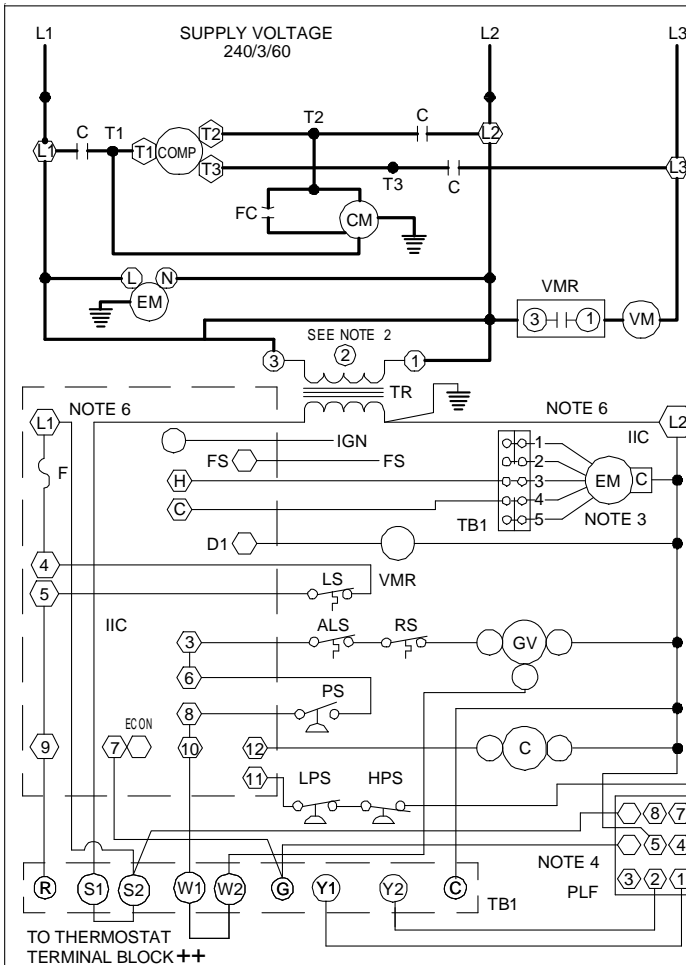 L1 SUPPLY VOLTAGE L2 L3
240/3/60
C T1 T2 T2 C L2
L1 T1 COMP T3 T3 C L3
FC CM
L N
EM VMR
3 1 VM
SEE NOTE 2
3 2 1
TR
NOTE 6 NOTE 6
L1 L2
IGN 1 IIC
F FS FS 2
H 3 EM C
C 4
TB1 5 NOTE 3
D1
4 VMR
5 LS
IIC ALS RS
3 GV
6 PS
8
ECON
9 7 10 12 C
11 LPS HPS
8 7
5 4
NOTE 4
3 2 1
PLF
R S1 S2 W1 W2 G Y1 Y2 C
TB1
TO THERMOSTAT
TERMINAL BLOCK ++